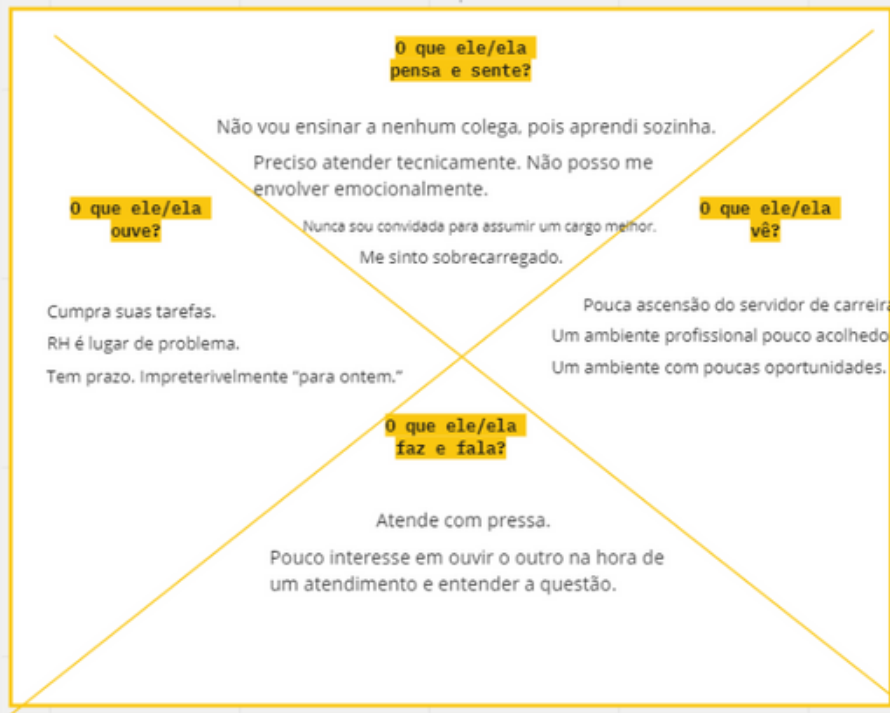 O que ele/ela
pensa e sente?
Não vou ensinar a nenhum colega, pois aprendi sozinha.
Preciso atender tecnicamente. Não posso me
envolver emocionalmente.
Nunca sou convidada para assumir um cargo melhor.
Me sinto sobrecarregado.
O que ele/ela
ouve?
Cumpra suas tarefas.
RH é lugar de problema.
Tem prazo. Impreterivelmente “para ontem.”
O que ele/ela
vê?
Pouca ascensão do servidor de carreira
Um ambiente profissional pouco acolhedo
Um ambiente com poucas oportunidades.
O que ele/ela
faz e fala?
Atende com pressa.
Pouco interesse em ouvir o outro na hora de
um atendimento e entender a questão.